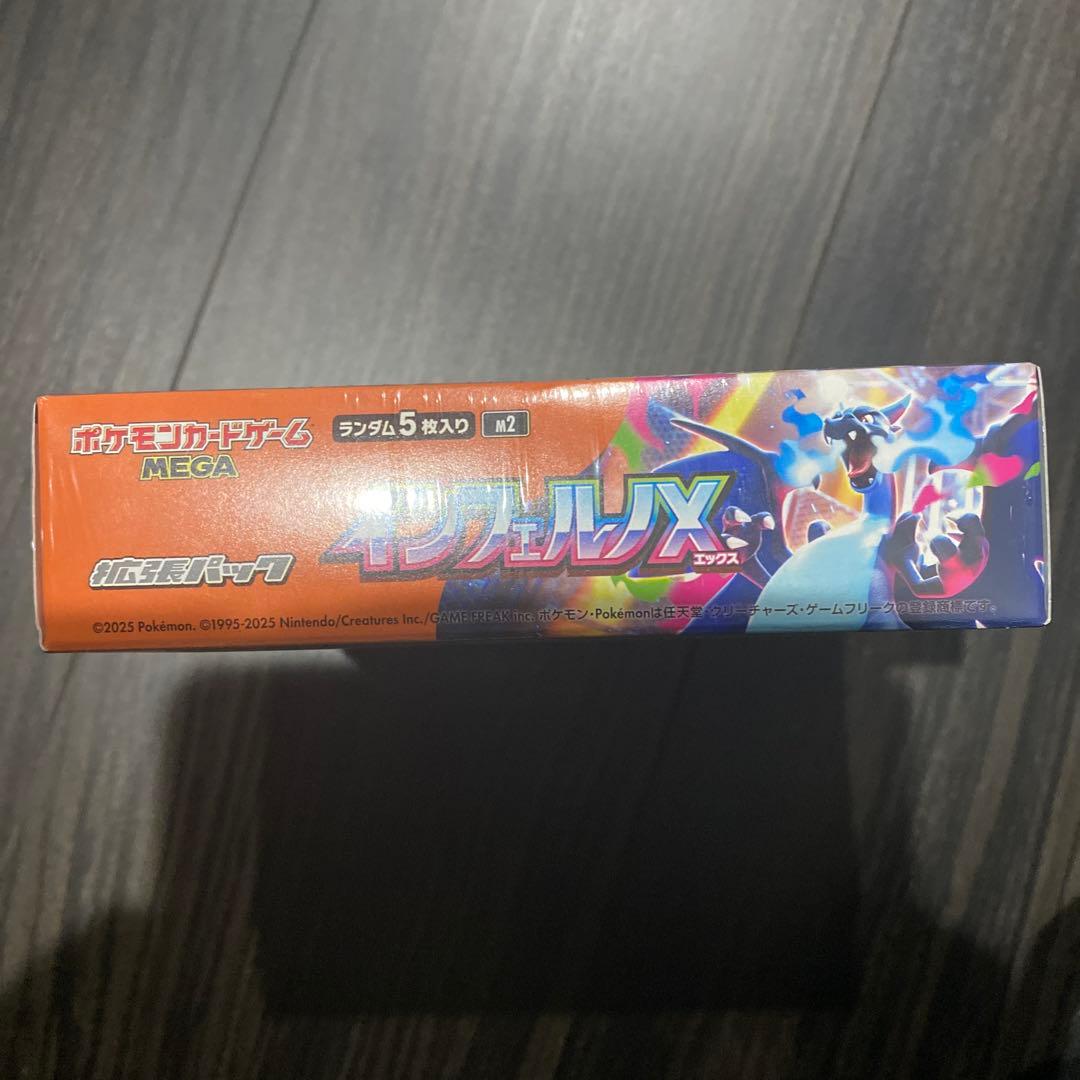 ポケモンカードゲーム
MEGA
ランダム5枚入り
M2
インフェルノX
エックス
拡張パック
©2025 Pokémon. ©1995-2025 Nintendo/Creatures Inc./GAME FREAK inc. ポケモン・Pokémonは任天堂・クリーチャーズ・ゲームフリークの登録商標です。